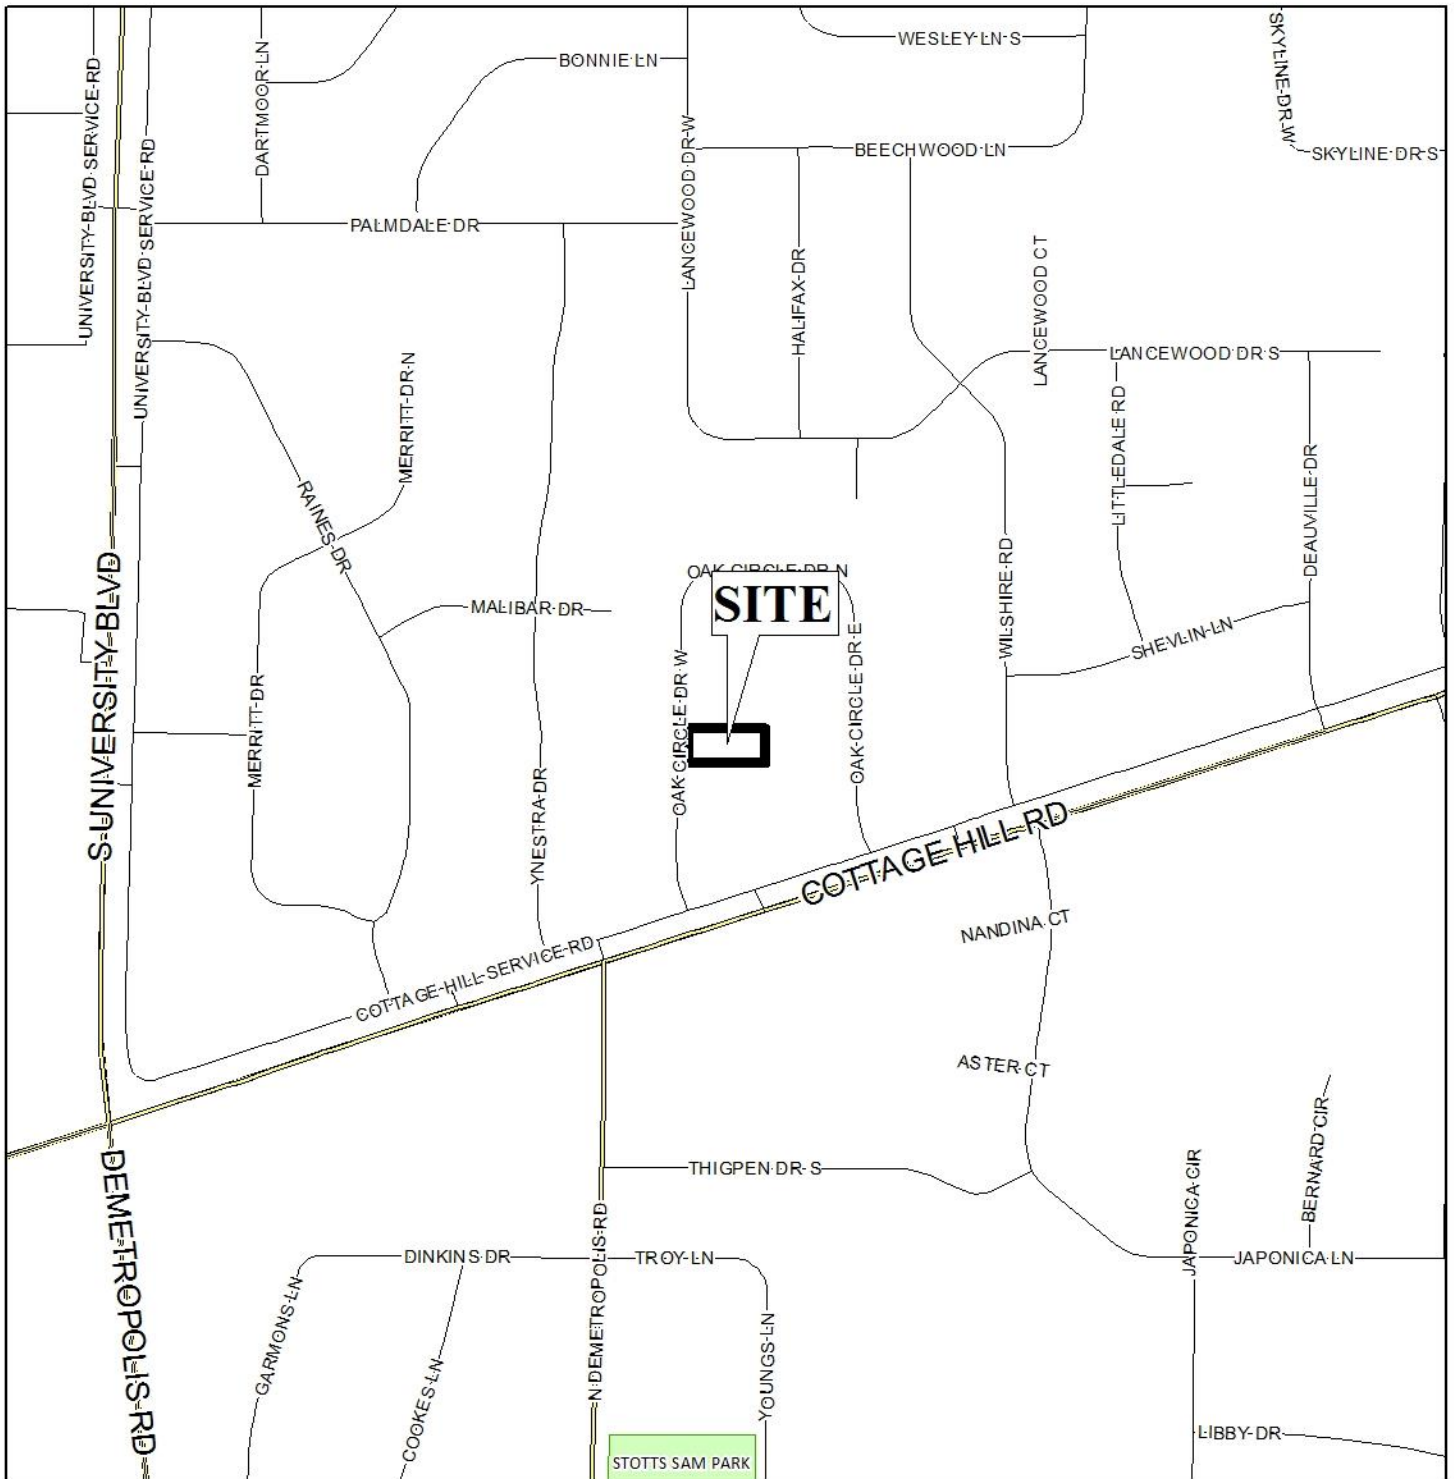 WESLEY LN S
SKYLINE DR W
BONNIE LN
DARTMOOR LN
UNIVERSITY BLVD SERVICE RD
UNIVERSITY BLVD SERVICE RD
LANCEWOOD DR W
BEECHWOOD LN
SKYLINE DR S
PALMDALE DR
HALIFAX DR
LANCEWOOD CT
LANCEWOOD DR S
MERRITT DR N
LITTLEDALE RD
DEAUVILLE DR
RAINES DR
OAK CIRCLE DR N
SITE
MALIBAR DR
WILSHIRE RD
SHEVLIN LN
S UNIVERSITY BLVD
MERRITT DR
OAK CIRCLE DR W
OAK CIRCLE DR E
YNESTRA DR
COTTAGE HILL RD
NANDINA CT
COTTAGE HILL SERVICE RD
ASTER CT
BERNARD CIR
THIGPEN DR S
JAPONICA CIR
DEMETROPOLIS RD
N DEMETROPOLIS RD
DINKINS DR
TROY LN
JAPONICA LN
GARMONS LN
COOKES LN
YOUNGS LN
LIBBY DR
STOTTS SAM PARK